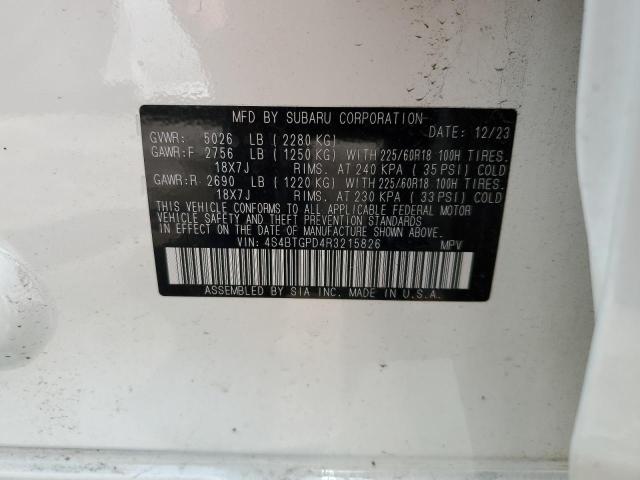 MFD BY SUBARU CORPORATION
DATE: 12/23
GVWR: 5026 LB (2280 KG)
GAWR:F 2756 LB (1250 KG) WITH 225/60R18 100H TIRES.
18X7J RIMS. AT 240 KPA (35 PSI) COLD
GAWR:R 2690 LB (1220 KG) WITH 225/60R18 100H TIRES.
18X7J RIMS. AT 230 KPA (33 PSI) COLD
THIS VEHICLE CONFORMS TO ALL APPLICABLE FEDERAL MOTOR
VEHICLE SAFETY AND THEFT PREVENTION STANDARDS
IN EFFECT ON THE DATE OF MANUFACTURE SHOWN ABOVE.
VIN: 4S4BTGPD4R3215826 MPV
ASSEMBLED BY SIA INC. MADE IN U.S.A.